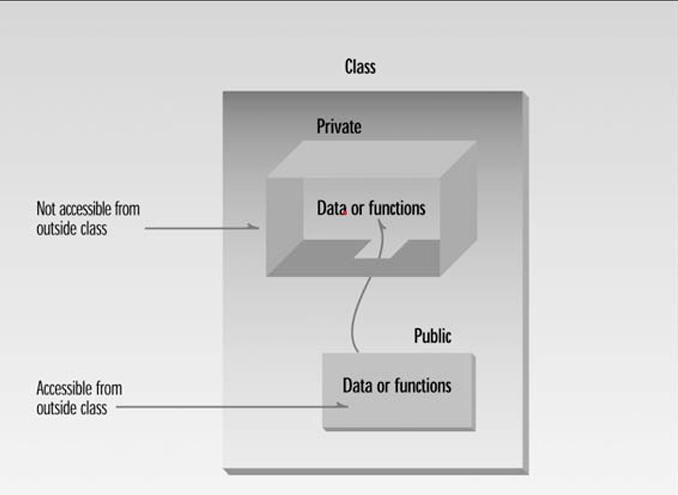 Class
Private
Not accessible from
outside class
Data or functions
Public
Accessible from
outside class
Data or functions